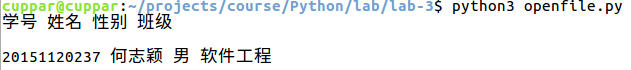 cuppar@cuppar:~/projects/course/Python/lab/lab-3$ python3 openfile.py
学号 姓名 性别 班级
20151120237 何志颖 男 软件工程